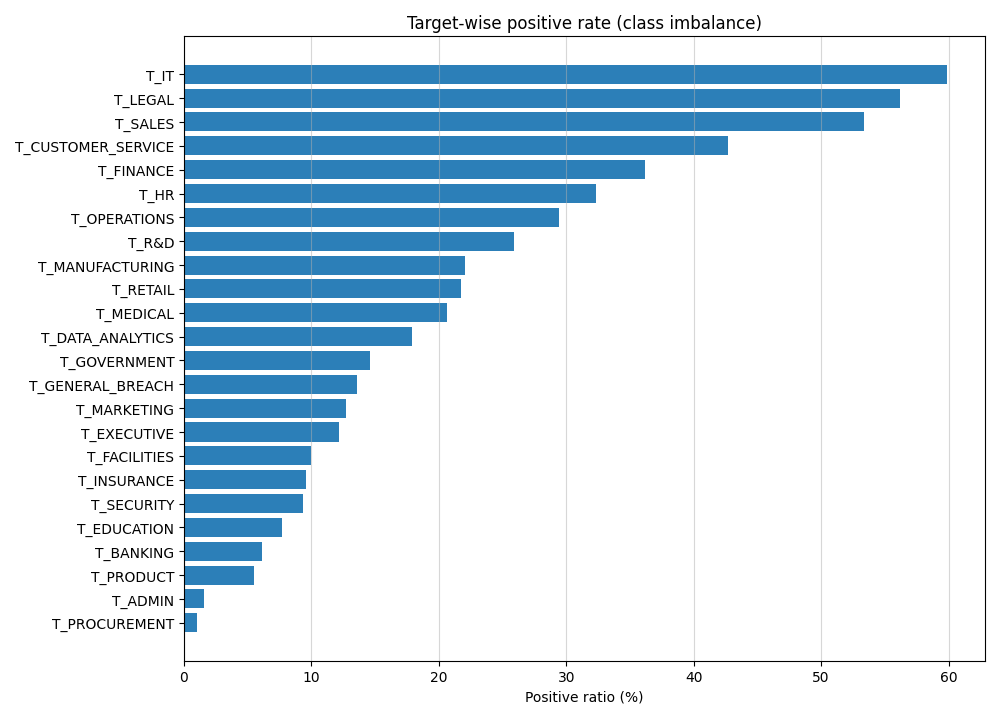 Target-wise positive rate (class imbalance)
T_IT
T_LEGAL
T_SALES
T_CUSTOMER_SERVICE
T_FINANCE
T_HR
T_OPERATIONS
T_R&D
T_MANUFACTURING
T_RETAIL
T_MEDICAL
T_DATA_ANALYTICS
T_GOVERNMENT
T_GENERAL_BREACH
T_MARKETING
T_EXECUTIVE
T_FACILITIES
T_INSURANCE
T_SECURITY
T_EDUCATION
T_BANKING
T_PRODUCT
T_ADMIN
T_PROCUREMENT
0 10 20 30 40 50 60
Positive ratio (%)